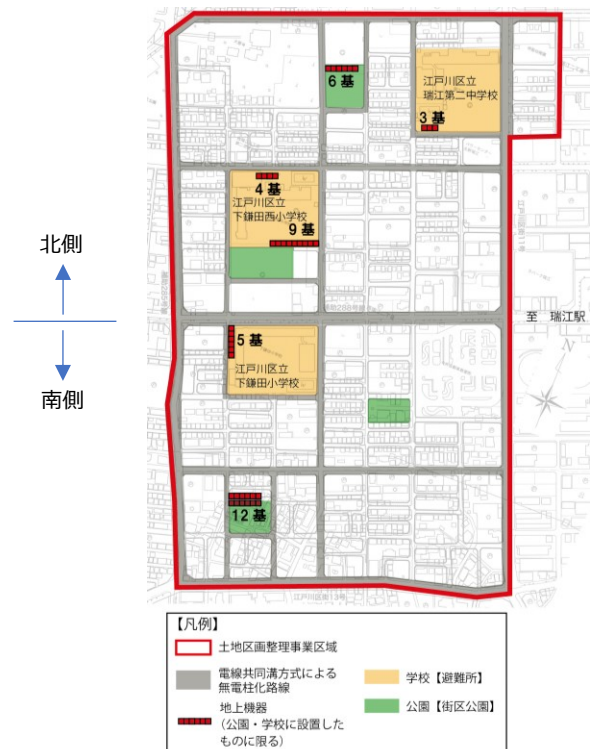 6 基
江戸川区立
瑞江第二中学校
3 基
4 基
江戸川区立
下鎌田西小学校
9 基
北側
至 瑞江駅
5 基
江戸川区立
下鎌田小学校
南側
12 基
【凡例】
土地区画整理事業区域
電線共同溝方式による
無電柱化路線
地上機器
(公園・学校に設置した
ものに限る)
学校【避難所】
公園【街区公園】